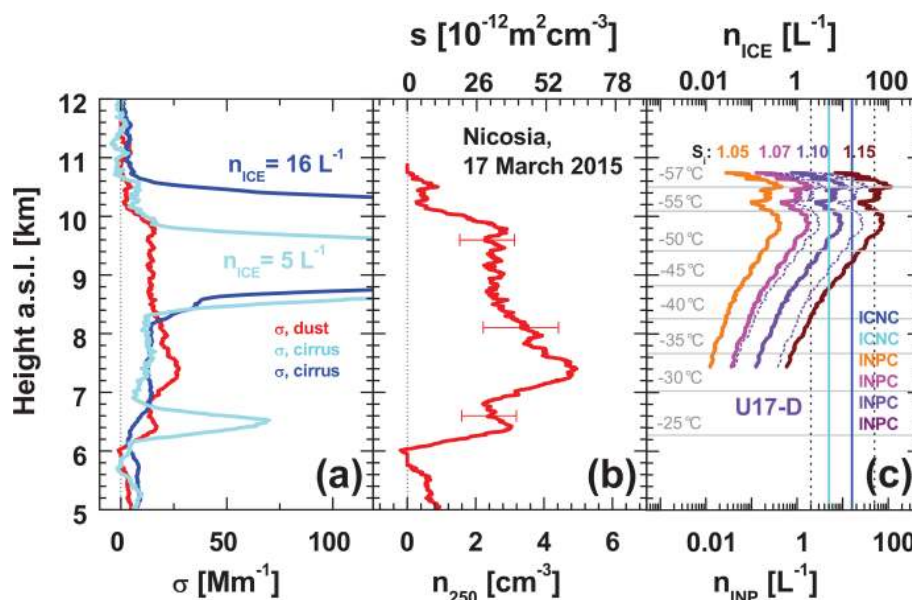 s [10⁻¹²m²cm⁻³]
n_ICE [L⁻¹]
0 26 52 78
0.01 1 100
12
11
10
9
8
7
6
5
Height a.s.l. [km]
n_ICE = 16 L⁻¹
n_ICE = 5 L⁻¹
σ, dust
σ, cirrus
σ, cirrus
(a)
0 50 100
σ [Mm⁻¹]
Nicosia,
17 March 2015
(b)
0 2 4 6
n₂₅₀ [cm⁻³]
S_i: 1.05 1.07 1.10 1.15
-57°C
-55°C
-50°C
-45°C
-40°C
-35°C
-30°C
-25°C
ICNC
ICNC
INPC
INPC
INPC
INPC
U17-D
(c)
0.01 1 100
n_INP [L⁻¹]